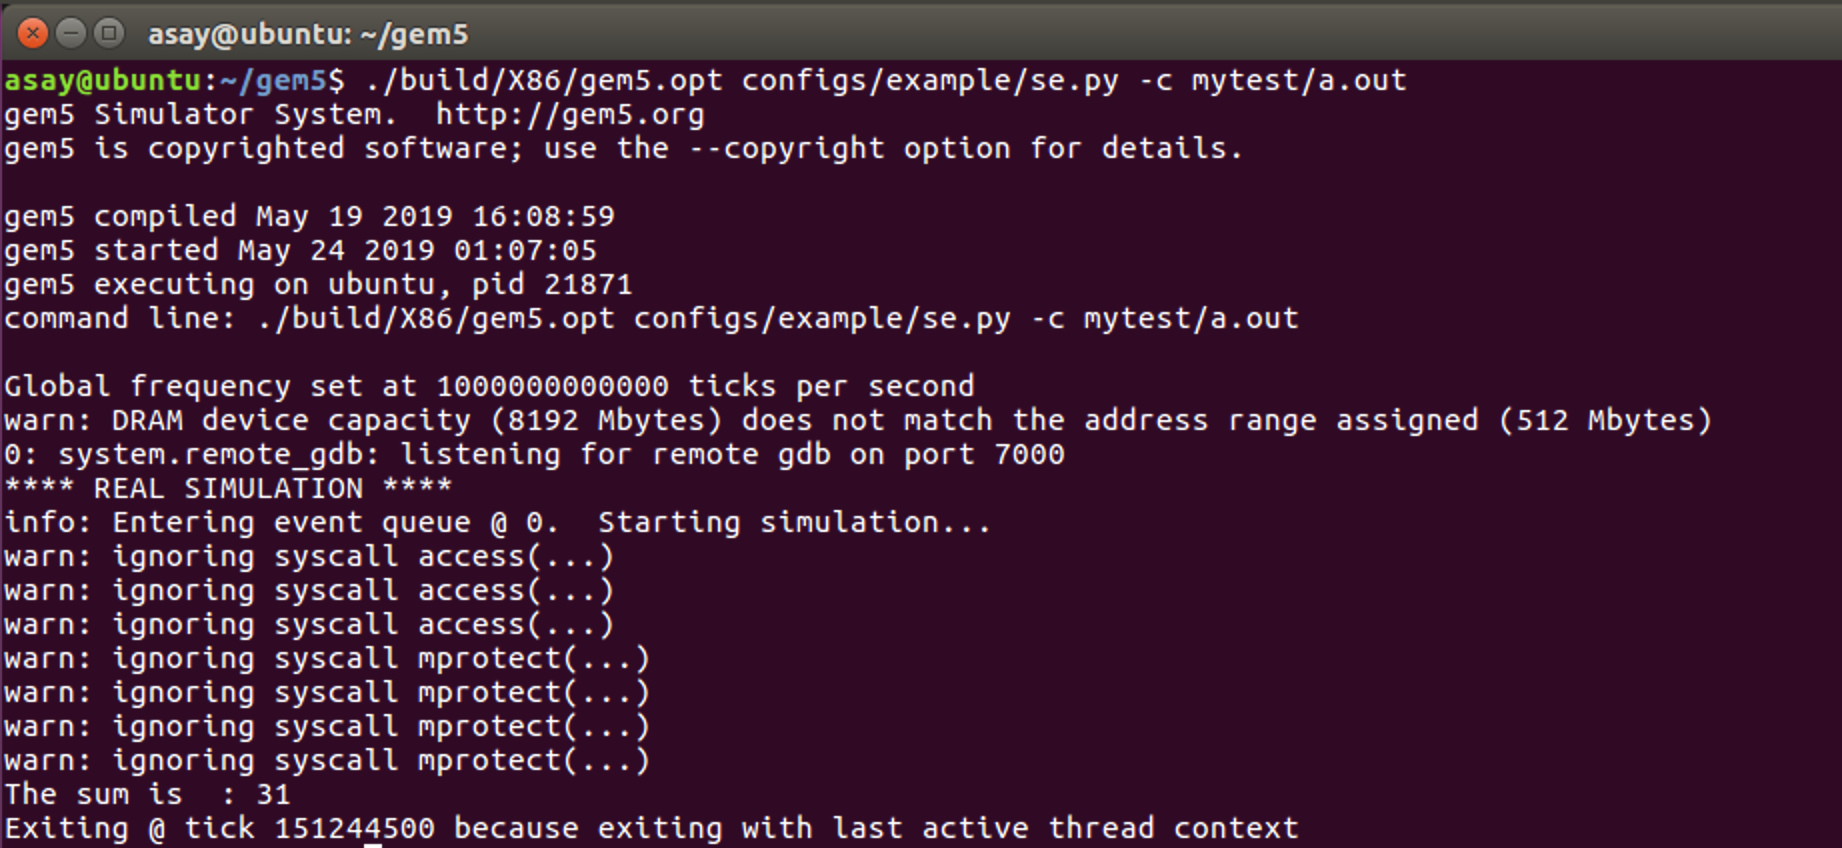 asay@ubuntu: ~/gem5
asay@ubuntu:~/gem5$ ./build/X86/gem5.opt configs/example/se.py -c mytest/a.out
gem5 Simulator System.  http://gem5.org
gem5 is copyrighted software; use the --copyright option for details.

gem5 compiled May 19 2019 16:08:59
gem5 started May 24 2019 01:07:05
gem5 executing on ubuntu, pid 21871
command line: ./build/X86/gem5.opt configs/example/se.py -c mytest/a.out

Global frequency set at 1000000000000 ticks per second
warn: DRAM device capacity (8192 Mbytes) does not match the address range assigned (512 Mbytes)
0: system.remote_gdb: listening for remote gdb on port 7000
**** REAL SIMULATION ****
info: Entering event queue @ 0.  Starting simulation...
warn: ignoring syscall access(...)
warn: ignoring syscall access(...)
warn: ignoring syscall access(...)
warn: ignoring syscall mprotect(...)
warn: ignoring syscall mprotect(...)
warn: ignoring syscall mprotect(...)
warn: ignoring syscall mprotect(...)
The sum is  : 31
Exiting @ tick 151244500 because exiting with last active thread context